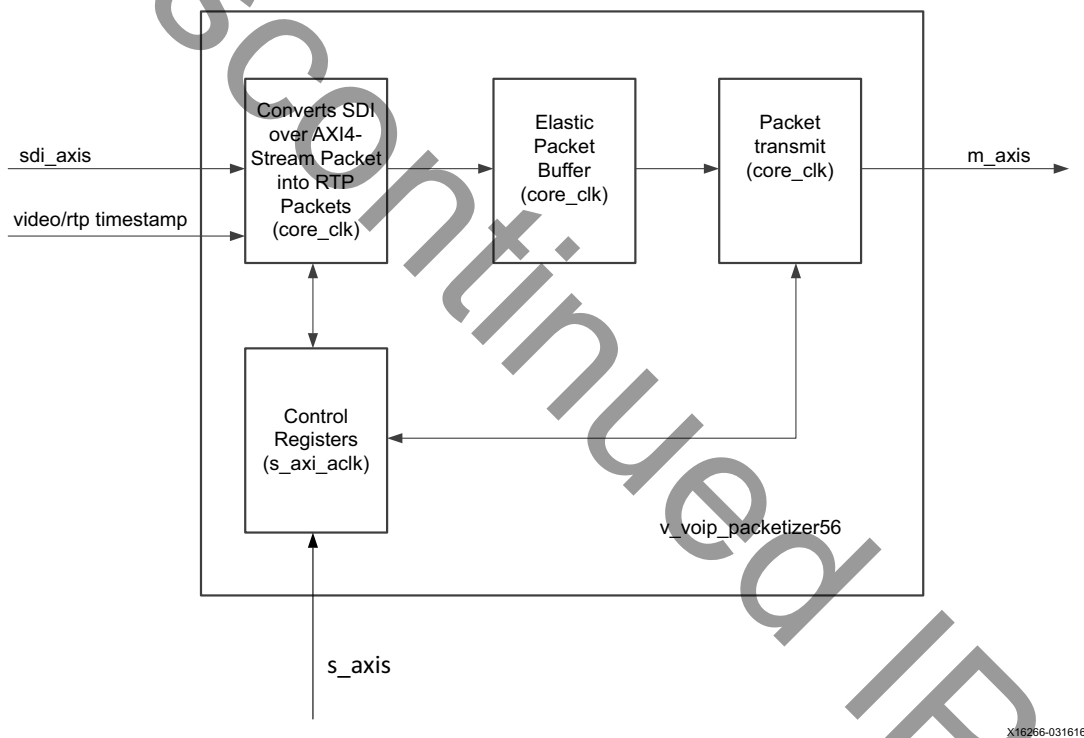 Converts SDI
over AXI4-
Stream Packet
into RTP
Packets
(core_clk)
Elastic
Packet
Buffer
(core_clk)
Packet
transmit
(core_clk)
sdi_axis
m_axis
video/rtp timestamp
Control
Registers
(s_axi_aclk)
v_voip_packetizer56
s_axis
X16266-031616
scontinued IP